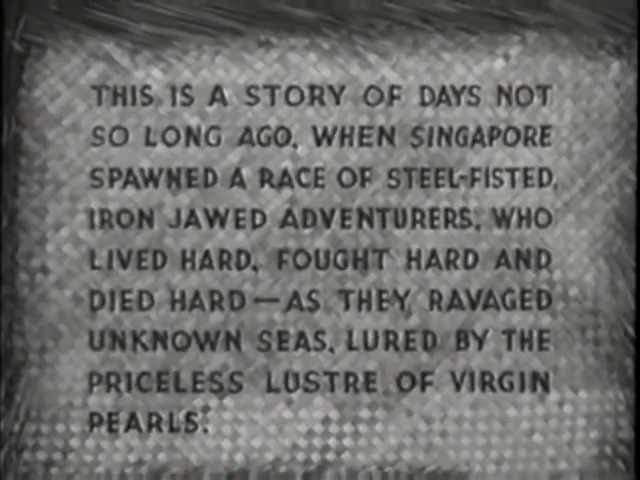 THIS IS A STORY OF DAYS NOT
SO LONG AGO, WHEN SINGAPORE
SPAWNED A RACE OF STEEL-FISTED,
IRON JAWED ADVENTURERS, WHO
LIVED HARD, FOUGHT HARD AND
DIED HARD—AS THEY RAVAGED
UNKNOWN SEAS, LURED BY THE
PRICELESS LUSTRE OF VIRGIN
PEARLS.